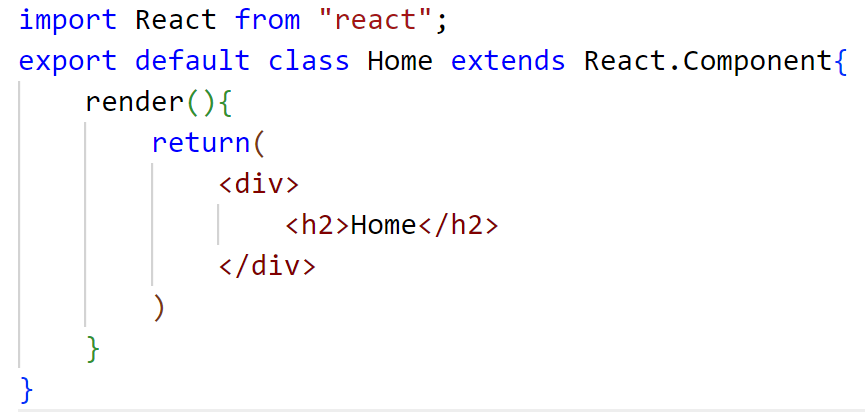 import React from "react";
export default class Home extends React.Component{
    render(){
        return(
            <div>
                <h2>Home</h2>
            </div>
        )
    }
}